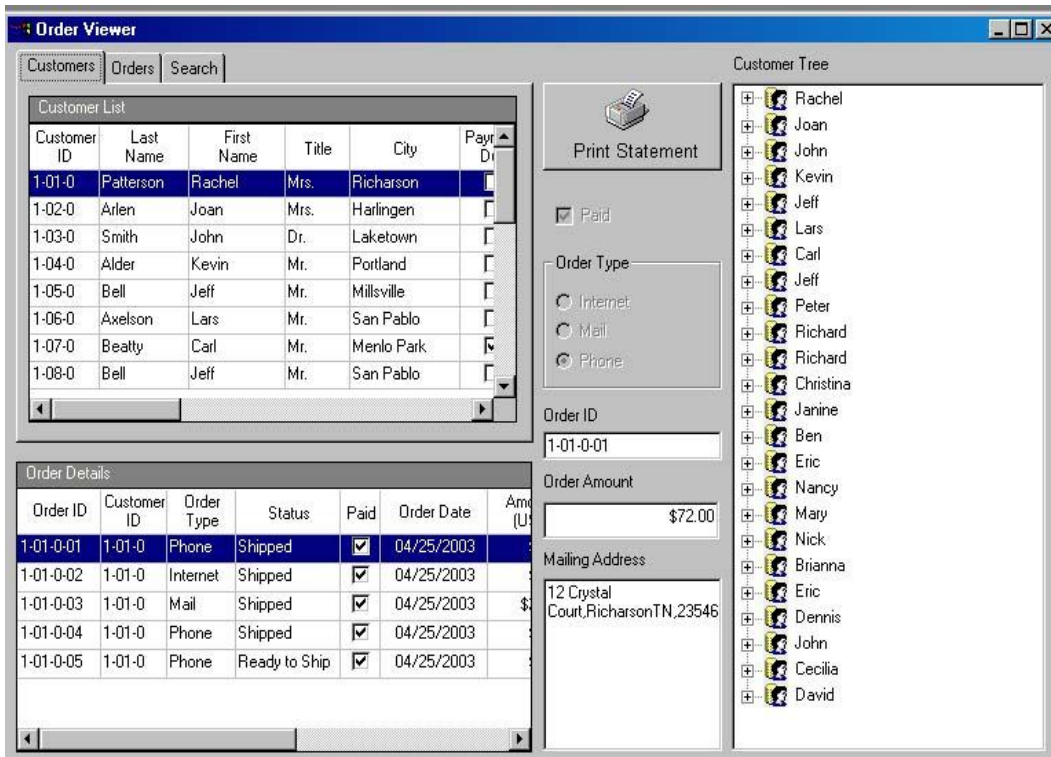 Order Viewer
Customers Orders Search
Customer List
Customer ID Last Name First Name Title City
1-01-0 Patterson Rachel Mrs. Richarson
1-02-0 Arlen Joan Mrs. Harlingen
1-03-0 Smith John Dr. Laketown
1-04-0 Alder Kevin Mr. Portland
1-05-0 Bell Jeff Mr. Millsville
1-06-0 Axelson Lars Mr. San Pablo
1-07-0 Beatty Carl Mr. Menlo Park
1-08-0 Bell Jeff Mr. San Pablo
Order Details
Order ID Customer ID Order Type Status Paid Order Date
1-01-0-01 1-01-0 Phone Shipped 04/25/2003
1-01-0-02 1-01-0 Internet Shipped 04/25/2003
1-01-0-03 1-01-0 Mail Shipped 04/25/2003
1-01-0-04 1-01-0 Phone Shipped 04/25/2003
1-01-0-05 1-01-0 Phone Ready to Ship 04/25/2003
Print Statement
Paid
Order Type
Internet
Mail
Phone
Order ID
1-01-0-01
Order Amount
$72.00
Mailing Address
12 Crystal
Court,RicharsonTN,23546
Customer Tree
Rachel
Joan
John
Kevin
Jeff
Lars
Carl
Jeff
Peter
Richard
Richard
Christina
Janine
Ben
Eric
Nancy
Mary
Nick
Brianna
Eric
Dennis
John
Cecilia
David